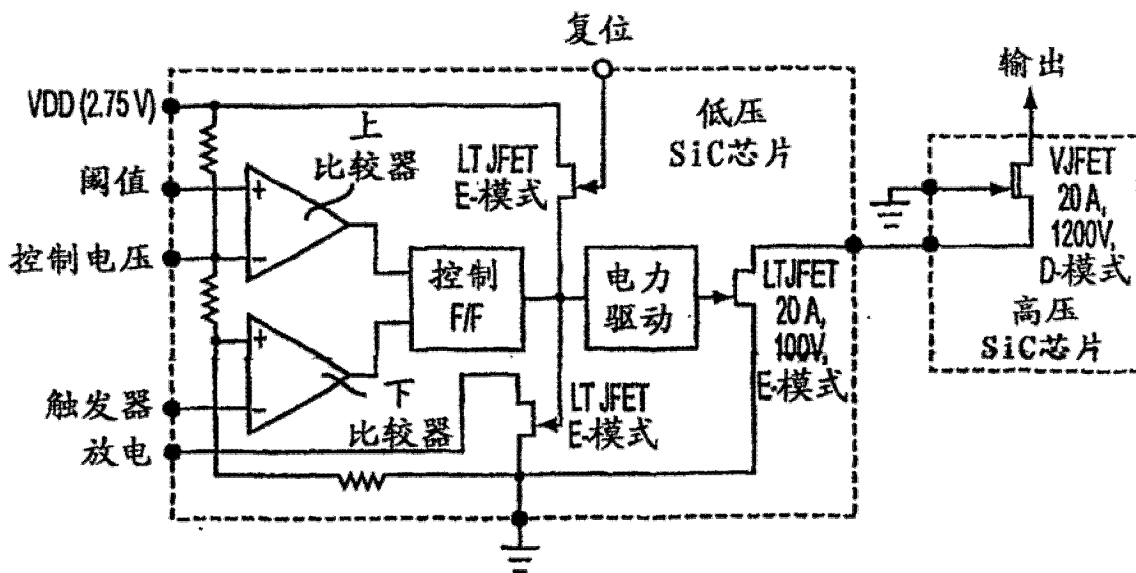 复位
VDD (2.75 V)
阈值
控制电压
触发器
放电
+
上
比较器
−
LT JFET
E-模式
低压
SiC芯片
控制
F/F
电力
驱动
+
下
比较器
−
LT JFET
E-模式
LTJFET
20 A,
100V,
E-模式
输出
VJFET
20 A,
1200V,
D-模式
高压
SiC芯片